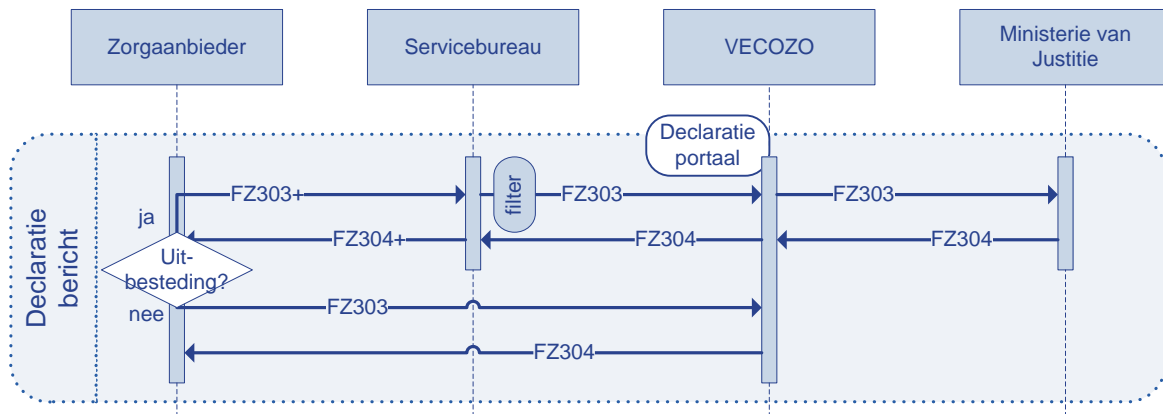 Zorgaanbieder
Servicebureau
VECOZO
Ministerie van
Justitie
Declaratie
portaal
Declaratie
bericht
FZ303+
filter
FZ303
FZ303
ja
FZ304+
FZ304
FZ304
Uit-
besteding?
nee
FZ303
FZ304